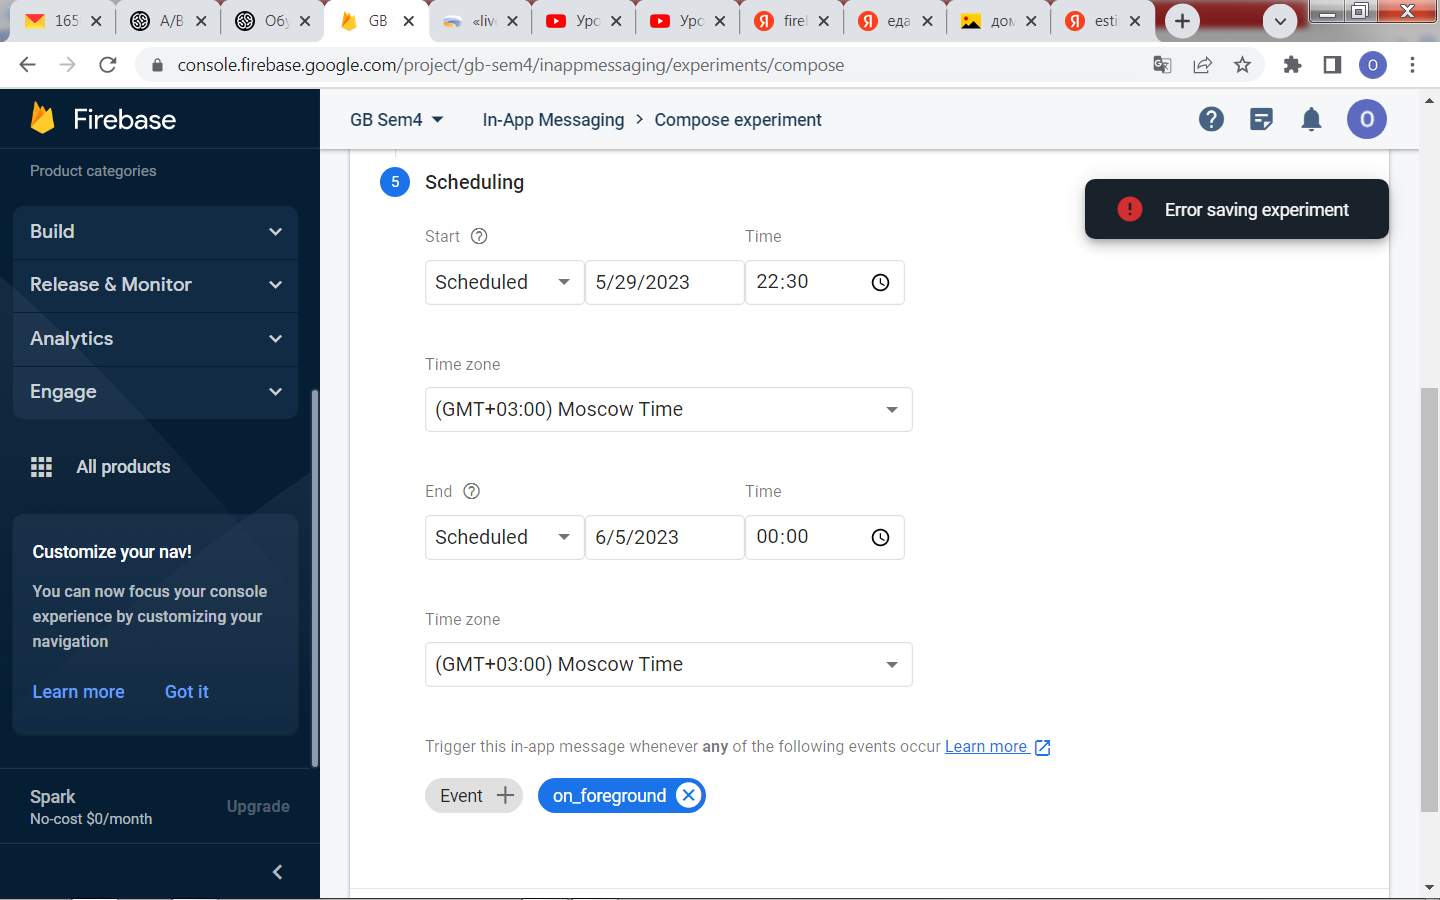 165
A/B
Обу
GB
«live
Уро
Уро
fireb
еда
дом
esti
console.firebase.google.com/project/gb-sem4/inappmessaging/experiments/compose
O
Firebase
GB Sem4
In-App Messaging > Compose experiment
O
Product categories
Build
Release & Monitor
Analytics
Engage
All products
Customize your nav!
You can now focus your console
experience by customizing your
navigation
Learn more
Got it
Spark
No-cost $0/month
Upgrade
5
Scheduling
Error saving experiment
Start
Time
Scheduled
5/29/2023
22:30
Time zone
(GMT+03:00) Moscow Time
End
Time
Scheduled
6/5/2023
00:00
Time zone
(GMT+03:00) Moscow Time
Trigger this in-app message whenever any of the following events occur Learn more
Event
on_foreground